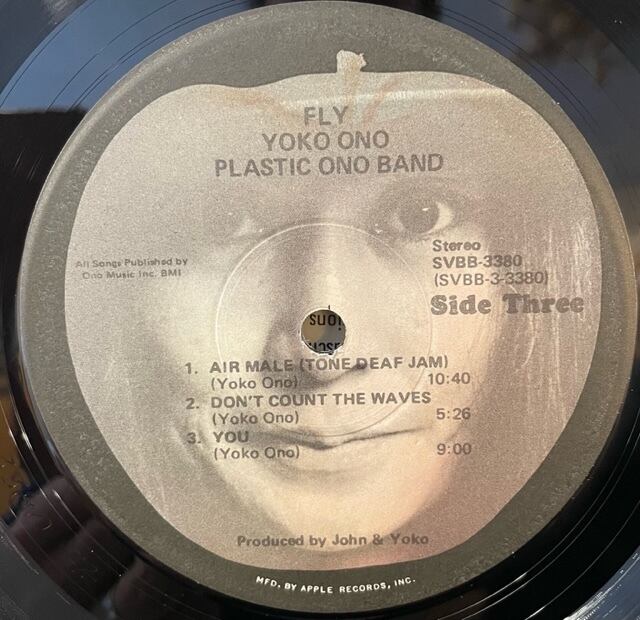 FLY
YOKO ONO
PLASTIC ONO BAND
All Songs Published by
Ono Music Inc. BMI
Stereo
SVBB-3380
(SVBB-3-3380)
Side Three
1. AIR MALE (TONE DEAF JAM)
(Yoko Ono) 10:40
2. DON'T COUNT THE WAVES
(Yoko Ono) 5:26
3. YOU
(Yoko Ono) 9:00
Produced by John & Yoko
MFD. BY APPLE RECORDS, INC.